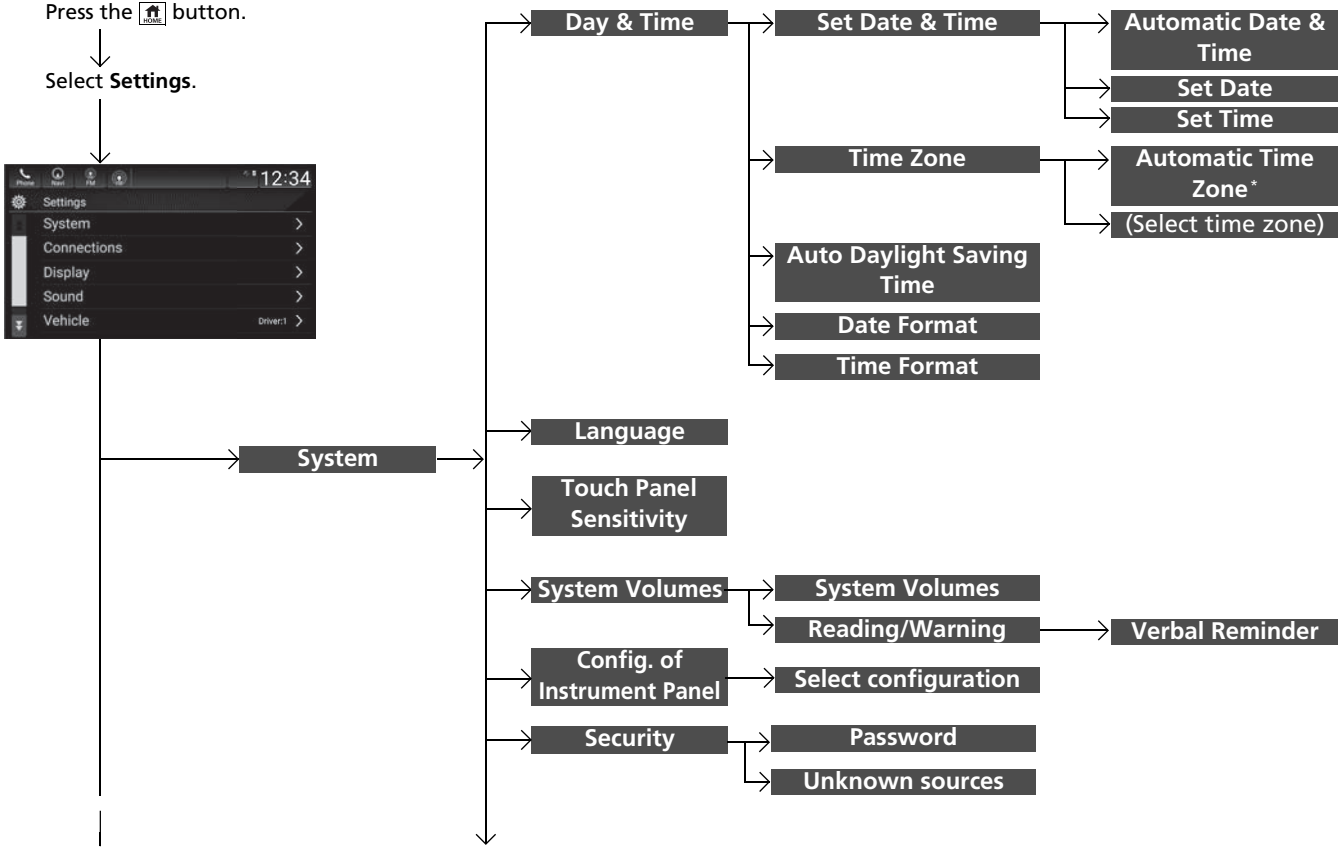 Press the HOME button.
Select Settings.
Phone Navi FM 12:34
Settings
System
Connections
Display
Sound
Vehicle Driver:1
System
Day & Time
Set Date & Time
Automatic Date &
Time
Set Date
Set Time
Time Zone
Automatic Time
Zone*
(Select time zone)
Auto Daylight Saving
Time
Date Format
Time Format
Language
Touch Panel
Sensitivity
System Volumes
System Volumes
Reading/Warning
Verbal Reminder
Config. of
Instrument Panel
Select configuration
Security
Password
Unknown sources